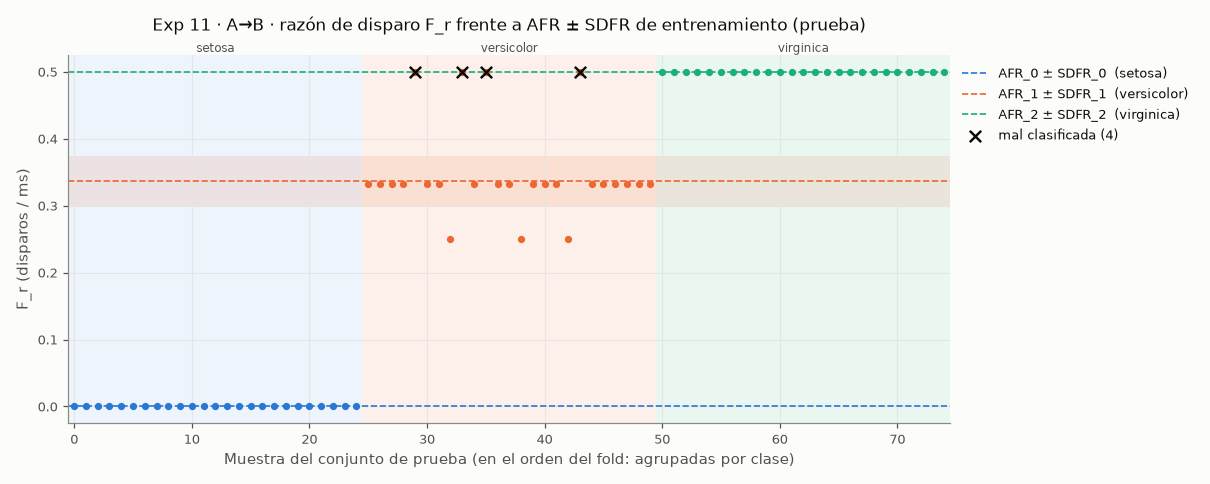 Exp 11 · A→B · razón de disparo F_r frente a AFR ± SDFR de entrenamiento (prueba)
setosa versicolor virginica
0.5
0.4
0.3
0.2
0.1
0.0
F_r (disparos / ms)
0 10 20 30 40 50 60 70
Muestra del conjunto de prueba (en el orden del fold: agrupadas por clase)
AFR_0 ± SDFR_0 (setosa)
AFR_1 ± SDFR_1 (versicolor)
AFR_2 ± SDFR_2 (virginica)
mal clasificada (4)